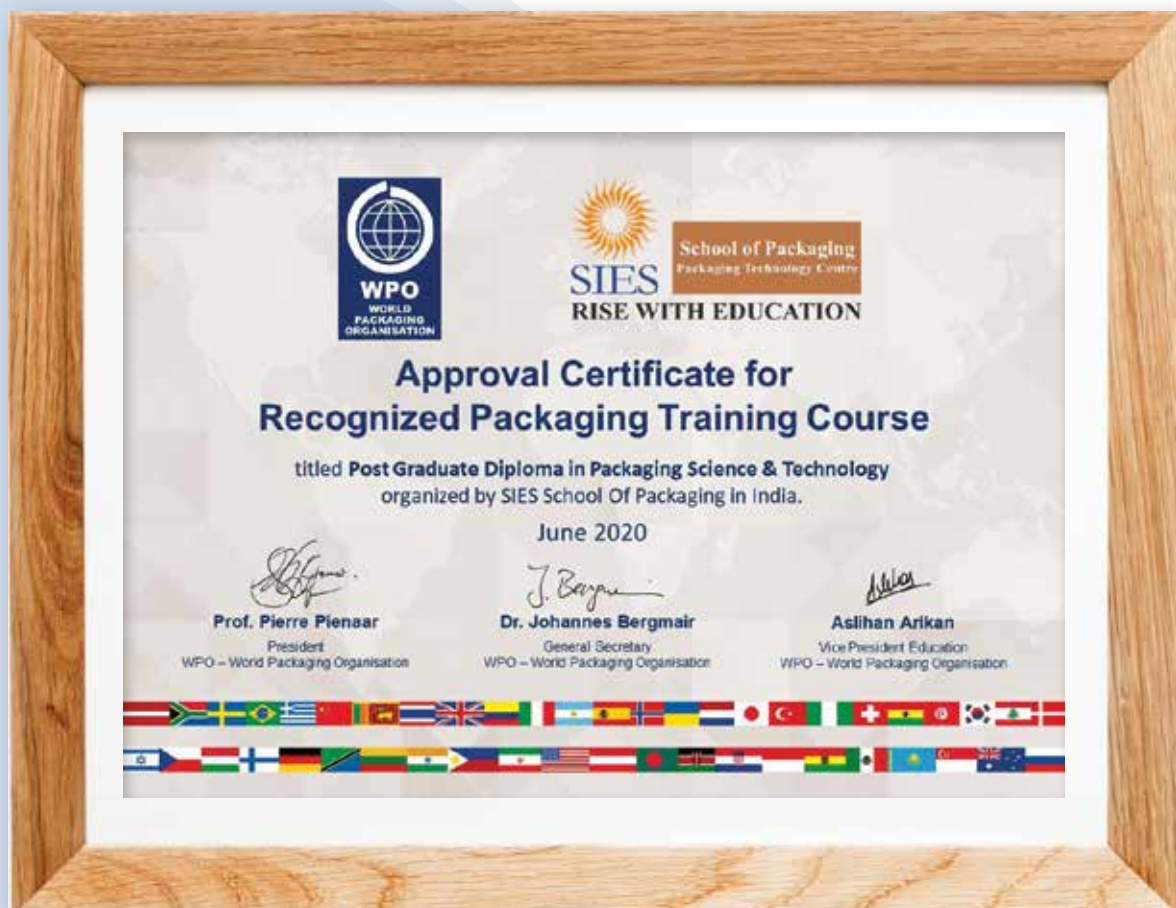 WPO
WORLD
PACKAGING
ORGANISATION
SIES
School of Packaging
Packaging Technology Centre
RISE WITH EDUCATION
Approval Certificate for
Recognized Packaging Training Course
titled Post Graduate Diploma in Packaging Science & Technology
organized by SIES School Of Packaging in India.
June 2020
J. Bergmair
Prof. Pierre Pienaar
President
WPO – World Packaging Organisation
Dr. Johannes Bergmair
General Secretary
WPO – World Packaging Organisation
Aslihan Arikan
Vice President Education
WPO – World Packaging Organisation